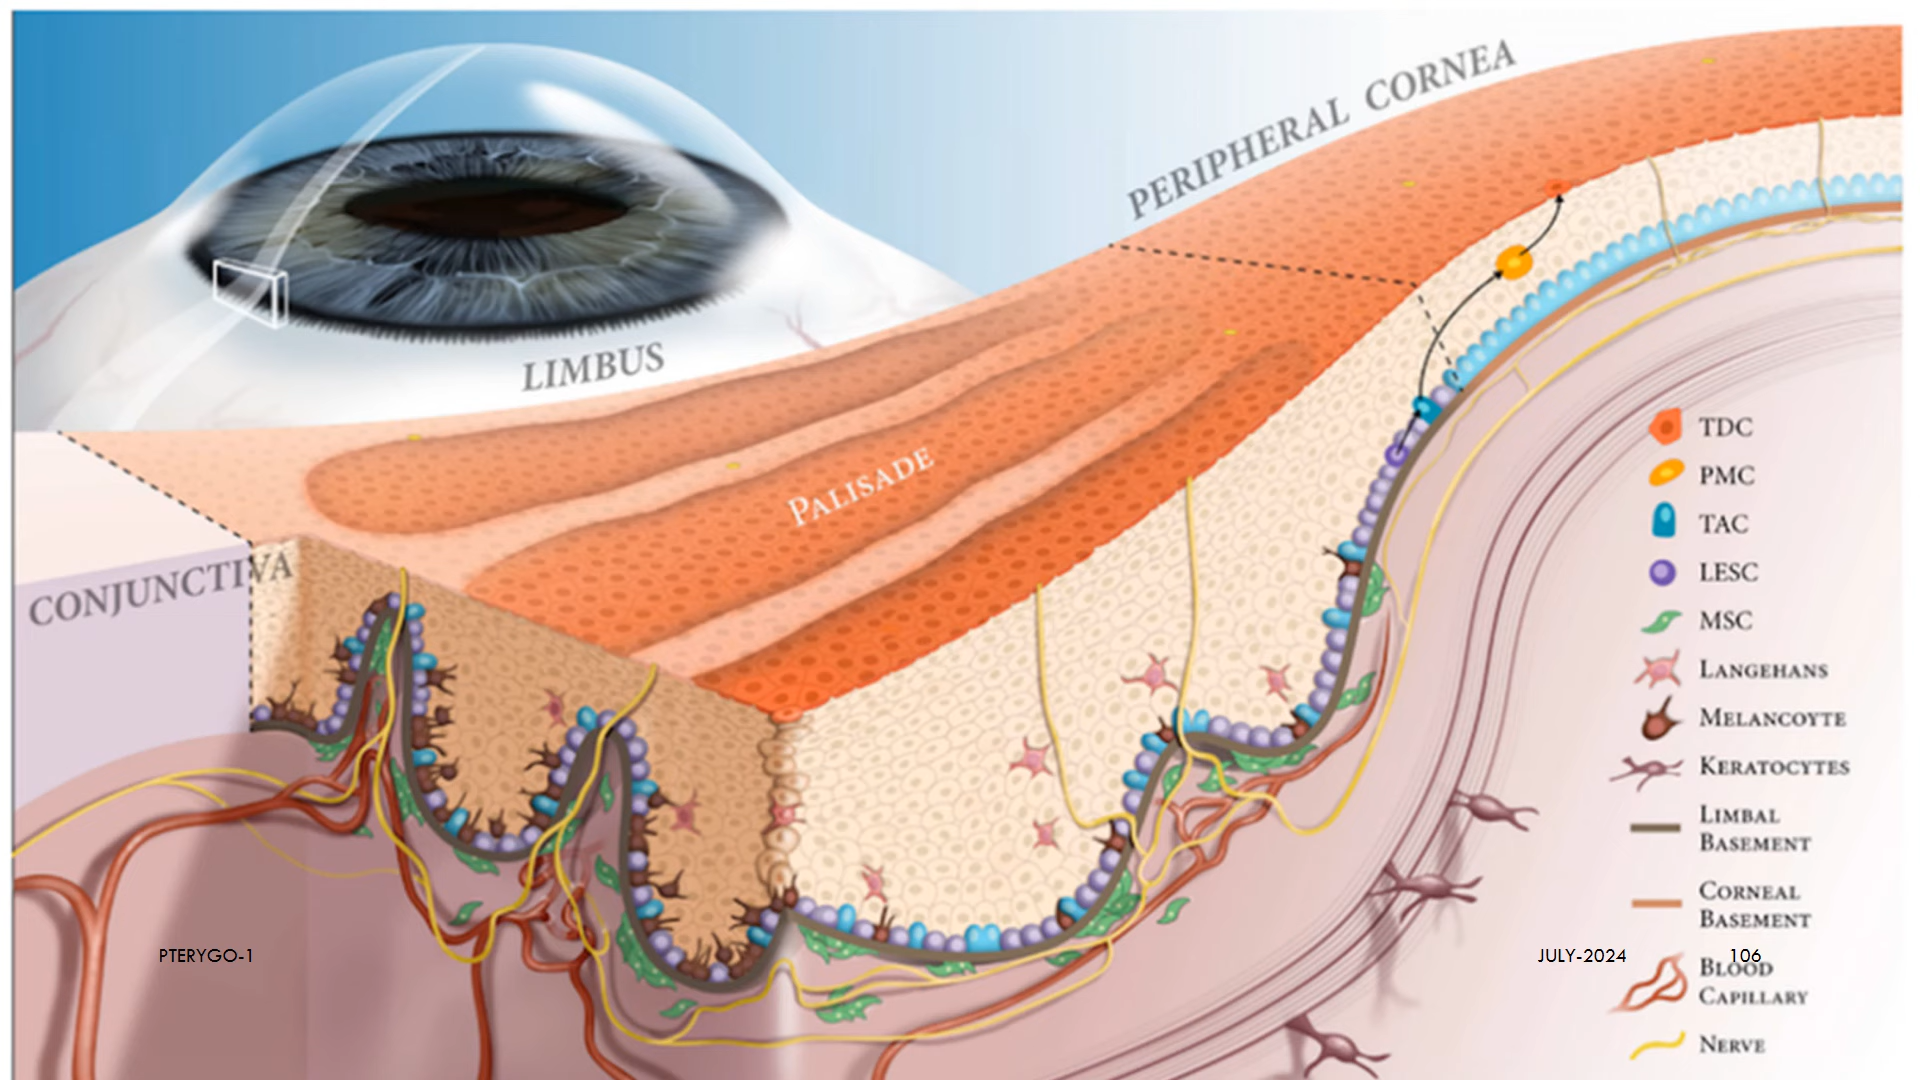 PERIPHERAL CORNEA
LIMBUS
PALISADE
CONJUNCTIVA
TDC
PMC
TAC
LESC
MSC
LANGEHANS
MELANCOYTE
KERATOCYTES
LIMBAL
BASEMENT
CORNEAL
BASEMENT
BLOOD
CAPILLARY
NERVE
PTERYGO-1
JULY-2024
106